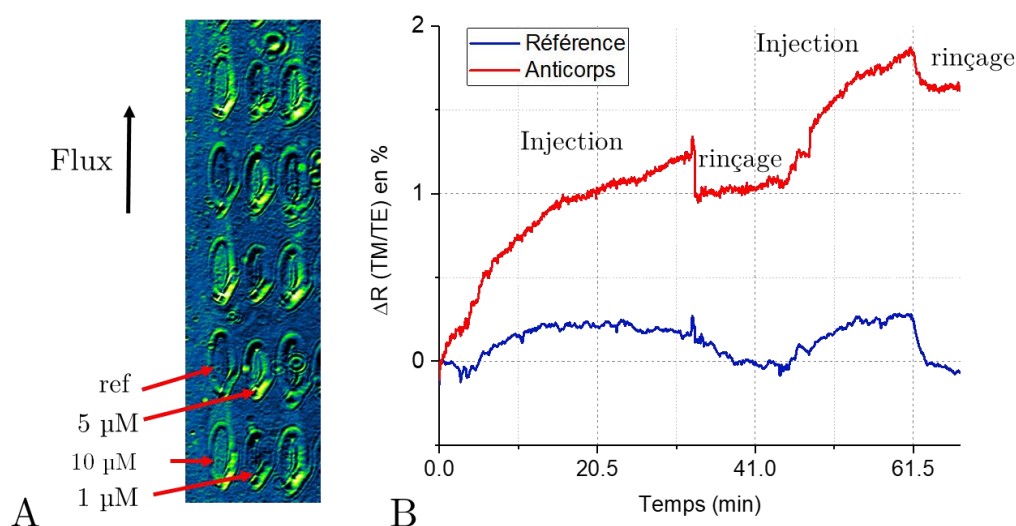 A
Flux
ref
5 µM
10 µM
1 µM
B
Référence
Anticorps
Injection
rinçage
Injection
rinçage
ΔR (TM/TE) en %
2
1
0
0.0
20.5
41.0
61.5
Temps (min)